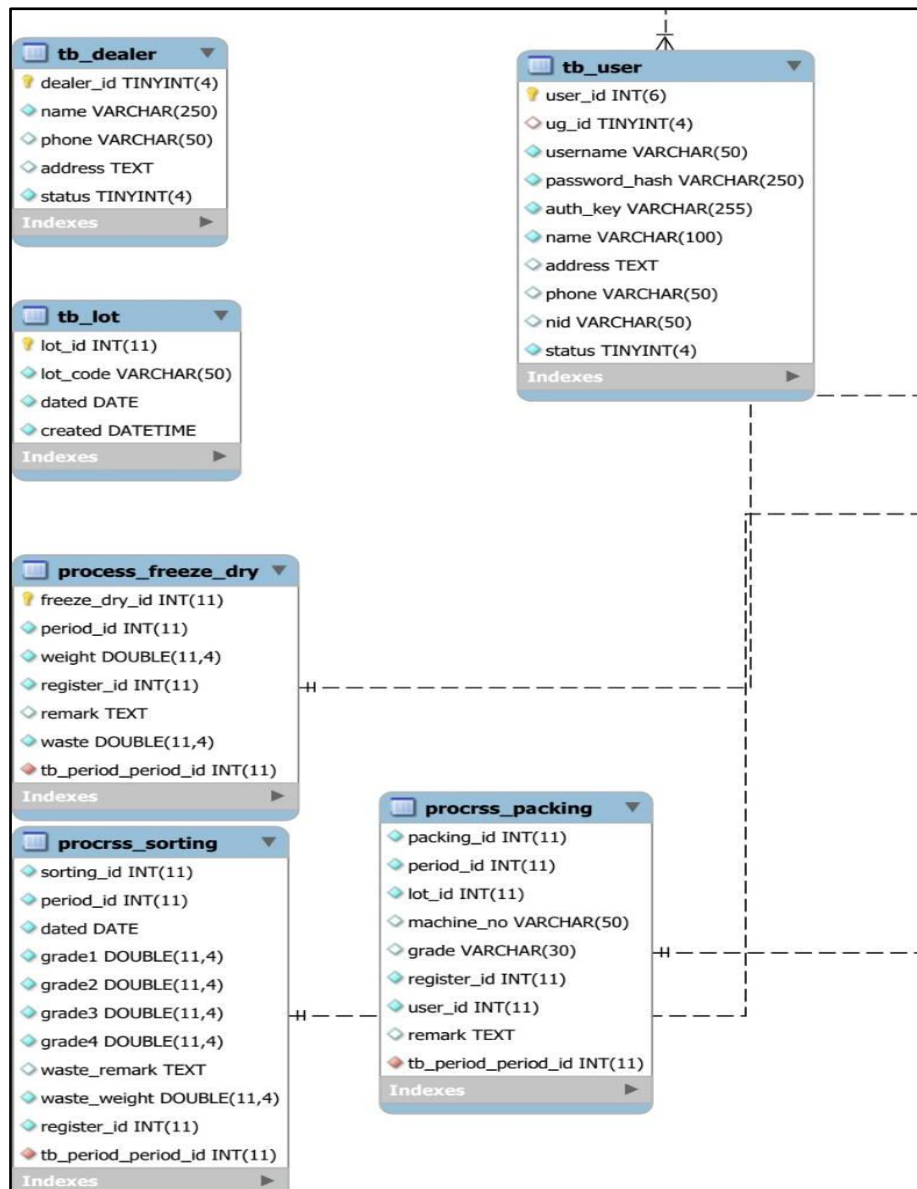 tb_dealer
dealer_id TINYINT(4)
name VARCHAR(250)
phone VARCHAR(50)
address TEXT
status TINYINT(4)
Indexes
tb_user
user_id INT(6)
ug_id TINYINT(4)
username VARCHAR(50)
password_hash VARCHAR(250)
auth_key VARCHAR(255)
name VARCHAR(100)
address TEXT
phone VARCHAR(50)
nid VARCHAR(50)
status TINYINT(4)
Indexes
tb_lot
lot_id INT(11)
lot_code VARCHAR(50)
dated DATE
created DATETIME
Indexes
process_freeze_dry
freeze_dry_id INT(11)
period_id INT(11)
weight DOUBLE(11,4)
register_id INT(11)
remark TEXT
waste DOUBLE(11,4)
tb_period_period_id INT(11)
Indexes
procrss_packing
packing_id INT(11)
period_id INT(11)
lot_id INT(11)
machine_no VARCHAR(50)
grade VARCHAR(30)
register_id INT(11)
user_id INT(11)
remark TEXT
tb_period_period_id INT(11)
Indexes
procrss_sorting
sorting_id INT(11)
period_id INT(11)
dated DATE
grade1 DOUBLE(11,4)
grade2 DOUBLE(11,4)
grade3 DOUBLE(11,4)
grade4 DOUBLE(11,4)
waste_remark TEXT
waste_weight DOUBLE(11,4)
register_id INT(11)
tb_period_period_id INT(11)
Indexes